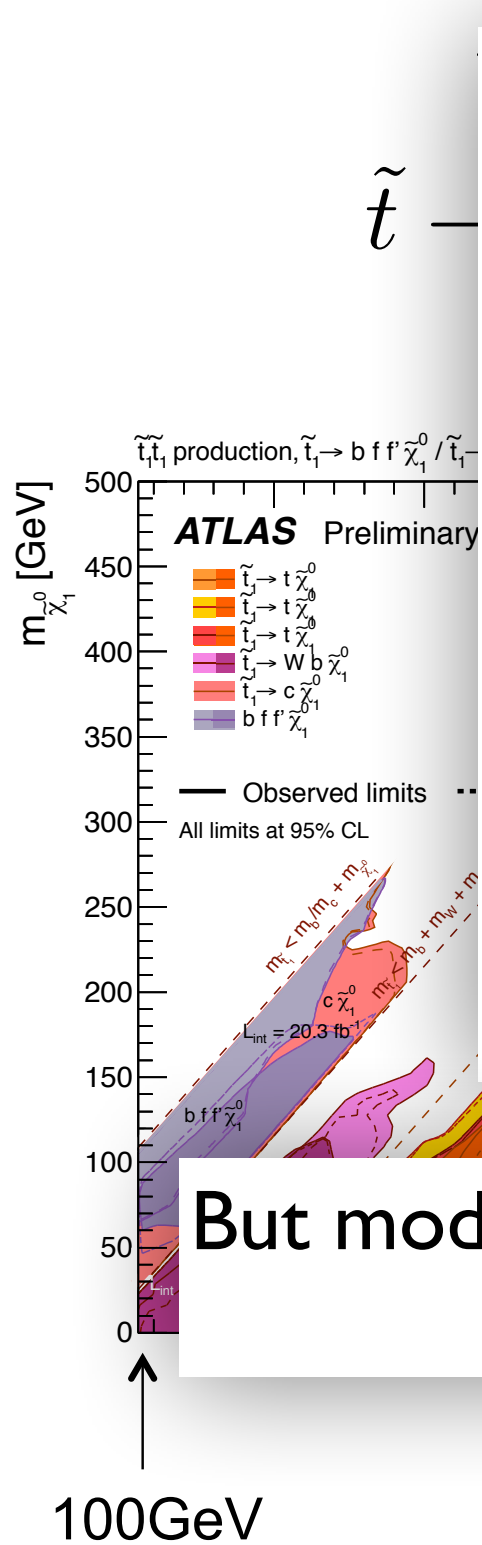 t̃
t̃₁t̃₁ production, t̃₁→ b f f' χ̃₁⁰ / t̃₁→
m_χ̃₁⁰ [GeV]
500
450
400
350
300
250
200
150
100
50
0
ATLAS Preliminary
t̃₁→ t χ̃₁⁰
t̃₁→ t χ̃₁⁰
t̃₁→ t χ̃₁⁰
t̃₁→ W b χ̃₁⁰
t̃₁→ c χ̃₁⁰
b f f' χ̃₁⁰
Observed limits
All limits at 95% CL
m_t̃₁ < m_b/m_c + m_χ̃₁⁰
m_t̃₁ < m_b + m_W + m
c χ̃₁⁰
L_int = 20.3 fb⁻¹
b f f' χ̃₁⁰
L_int
But mod
100GeV